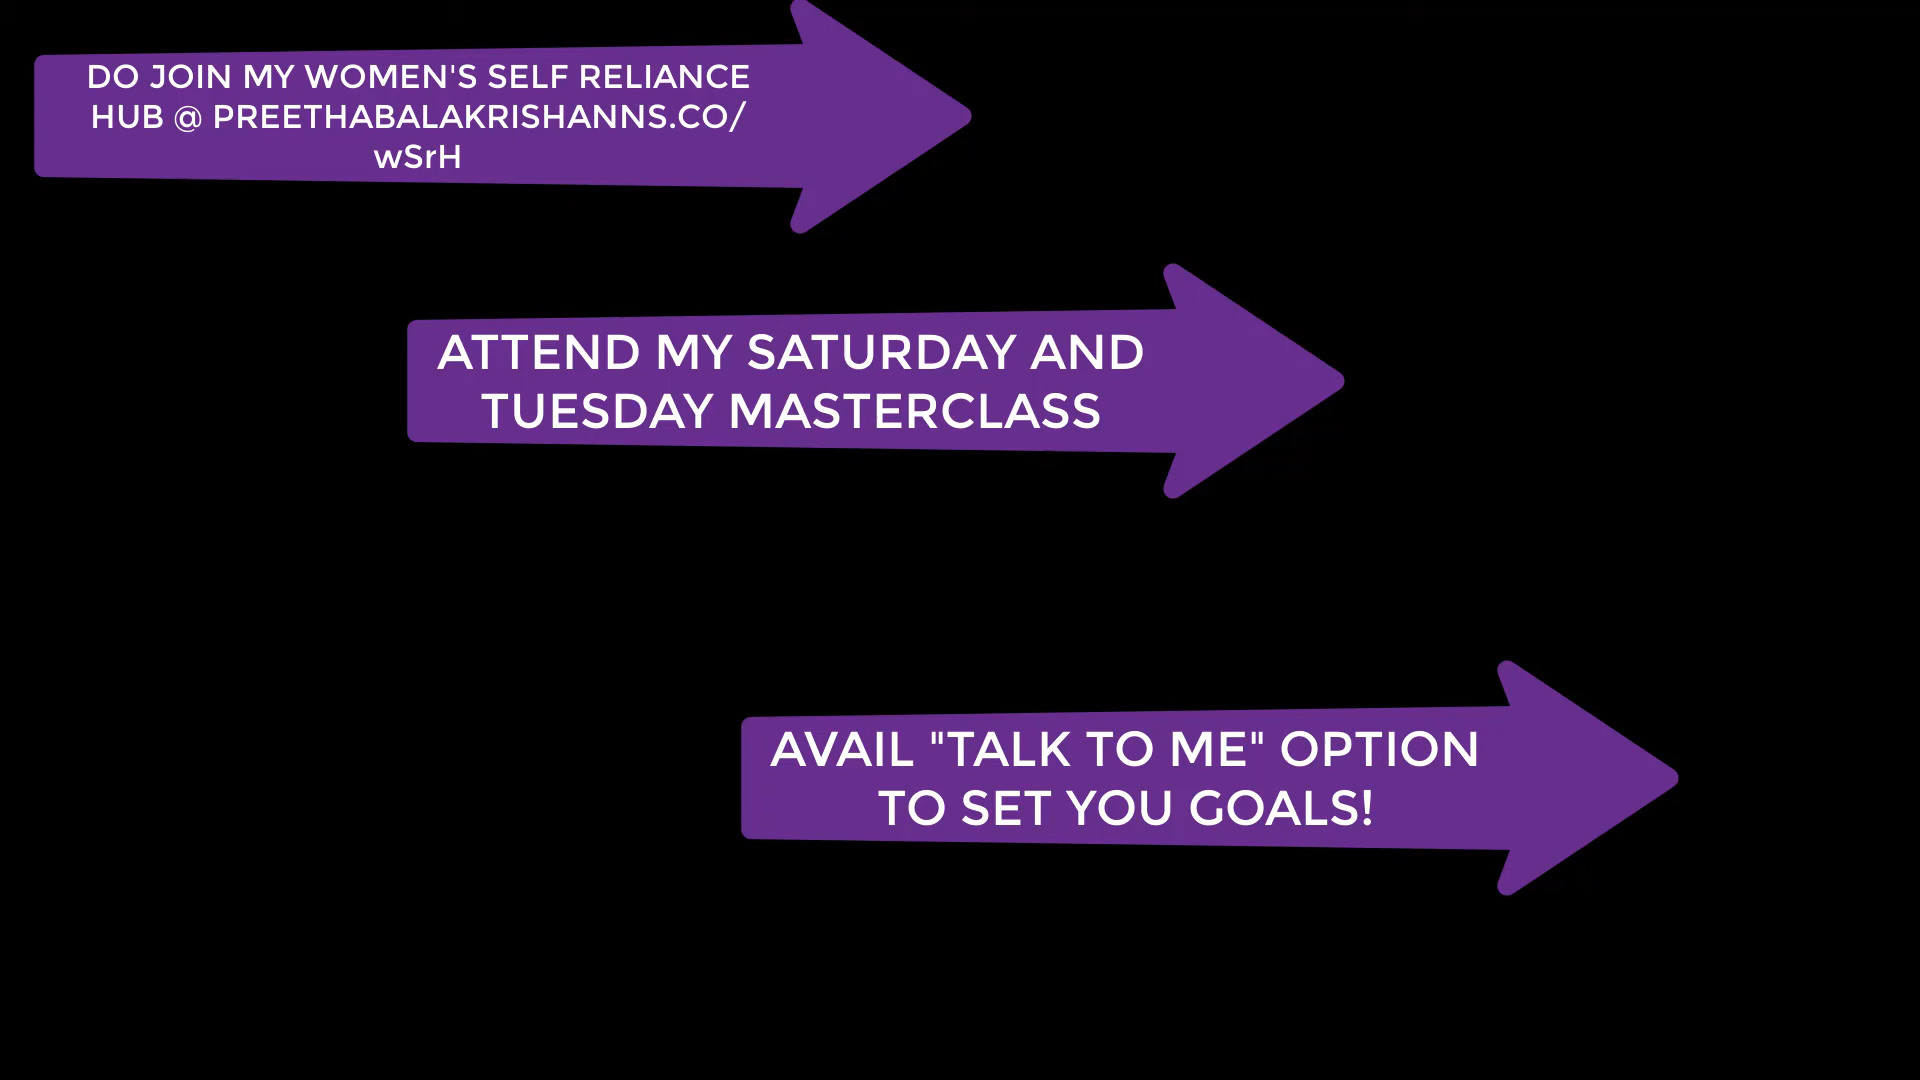 DO JOIN MY WOMEN'S SELF RELIANCE
HUB @ PREETHABALAKRISHANNS.CO/
wSrH
ATTEND MY SATURDAY AND
TUESDAY MASTERCLASS
AVAIL "TALK TO ME" OPTION
TO SET YOU GOALS!